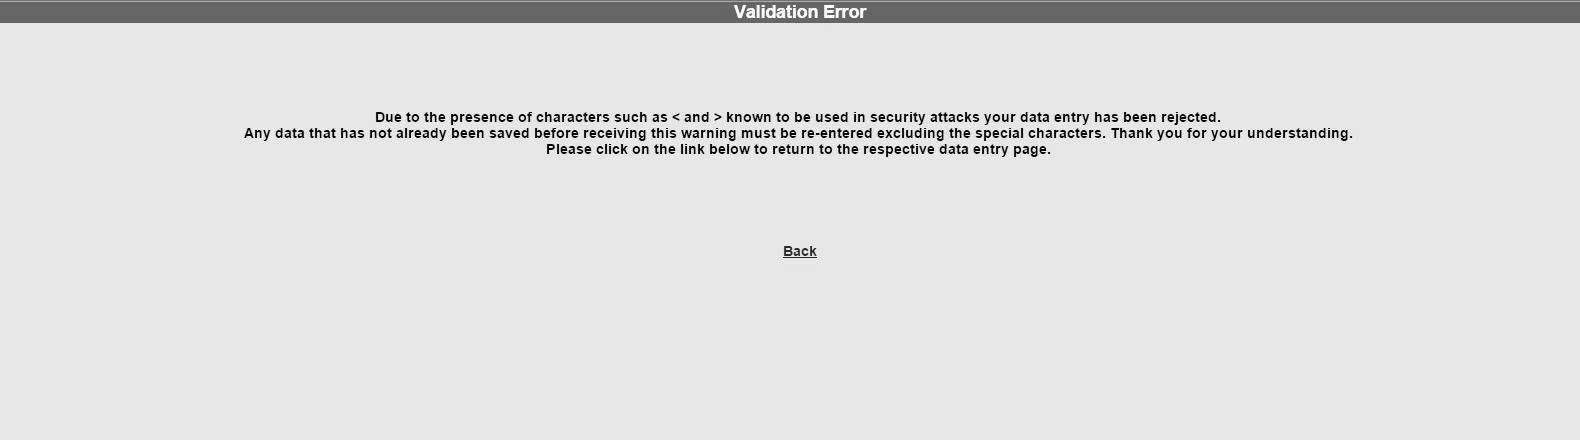 Validation Error
Due to the presence of characters such as < and > known to be used in security attacks your data entry has been rejected.
Any data that has not already been saved before receiving this warning must be re-entered excluding the special characters. Thank you for your understanding.
Please click on the link below to return to the respective data entry page.
Back